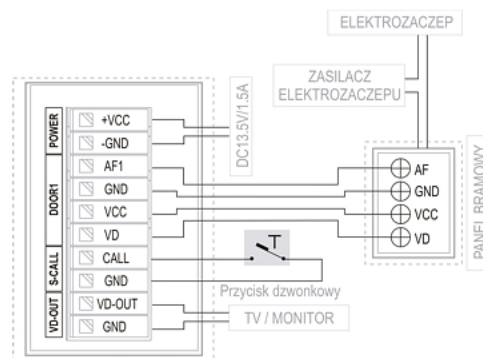 ELEKTROZACZEP
ZASILACZ
ELEKTROZACZEPU
POWER
+VCC
-GND
DC13.5V/1.5A
DOOR1
AF1
GND
VCC
VD
AF
GND
VCC
VD
PANEL BRAMOWY
S-CALL
CALL
GND
T
Przycisk dzwonkowy
VD-OUT
VD-OUT
GND
TV / MONITOR